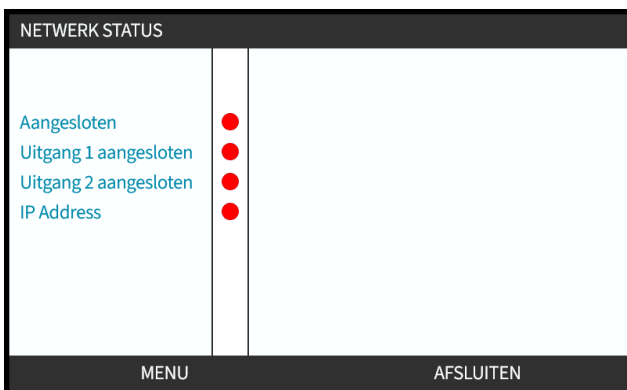 NETWERK STATUS
Aangesloten
Uitgang 1 aangesloten
Uitgang 2 aangesloten
IP Address
MENU
AFSLUITEN